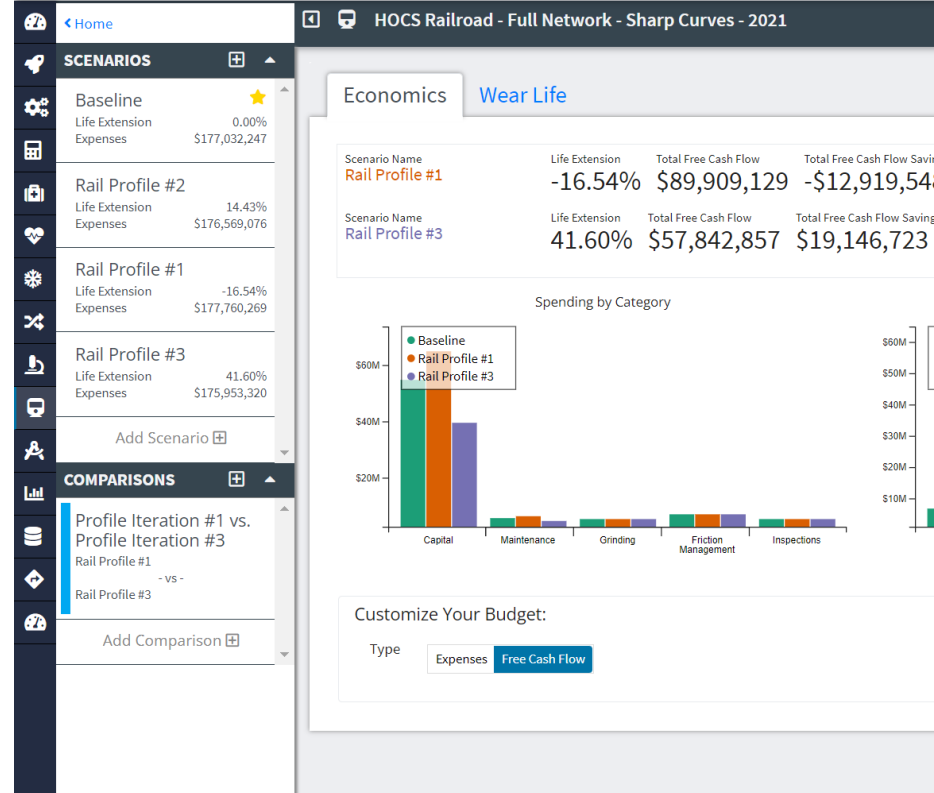 Home
HOCS Railroad - Full Network - Sharp Curves - 2021
SCENARIOS
Baseline
Life Extension 0.00%
Expenses $177,032,247
Rail Profile #2
Life Extension 14.43%
Expenses $176,569,076
Rail Profile #1
Life Extension -16.54%
Expenses $177,760,269
Rail Profile #3
Life Extension 41.60%
Expenses $175,953,320
Add Scenario
COMPARISONS
Profile Iteration #1 vs.
Profile Iteration #3
Rail Profile #1
- vs -
Rail Profile #3
Add Comparison
Economics Wear Life
Scenario Name Life Extension Total Free Cash Flow Total Free Cash Flow
Rail Profile #1 -16.54% $89,909,129 -$12,919,54
Scenario Name Life Extension Total Free Cash Flow Total Free Cash Flow Saving
Rail Profile #3 41.60% $57,842,857 $19,146,723
Spending by Category
Baseline
Rail Profile #1
Rail Profile #3
$60M
$40M
$20M
Capital Maintenance Grinding Friction Management Inspections
$60M
$50M
$40M
$30M
$20M
$10M
Customize Your Budget:
Type Expenses Free Cash Flow